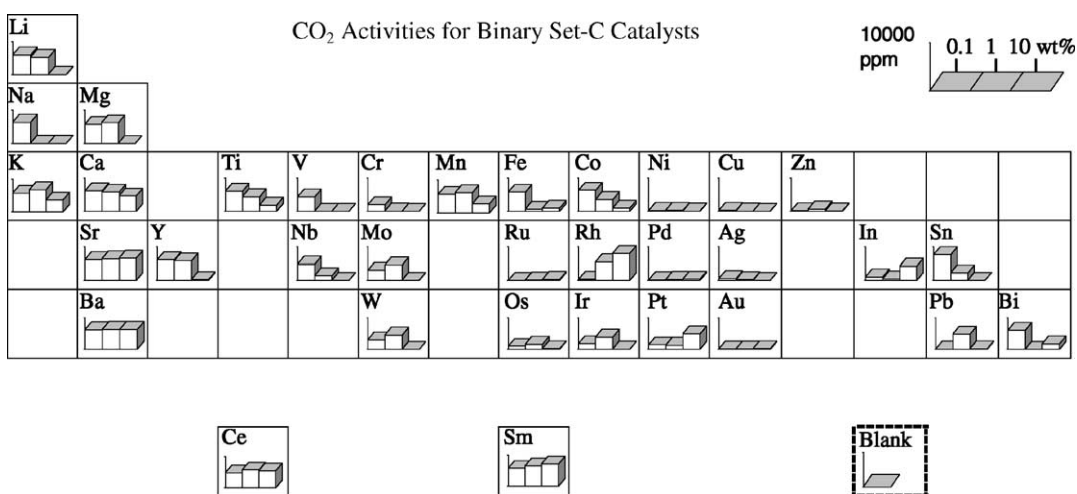 CO₂ Activities for Binary Set-C Catalysts
10000
ppm
0.1 1 10 wt%
Li
Na Mg
K Ca Ti V Cr Mn Fe Co Ni Cu Zn
Sr Y Nb Mo Ru Rh Pd Ag In Sn
Ba W Os Ir Pt Au Pb Bi
Ce Sm Blank